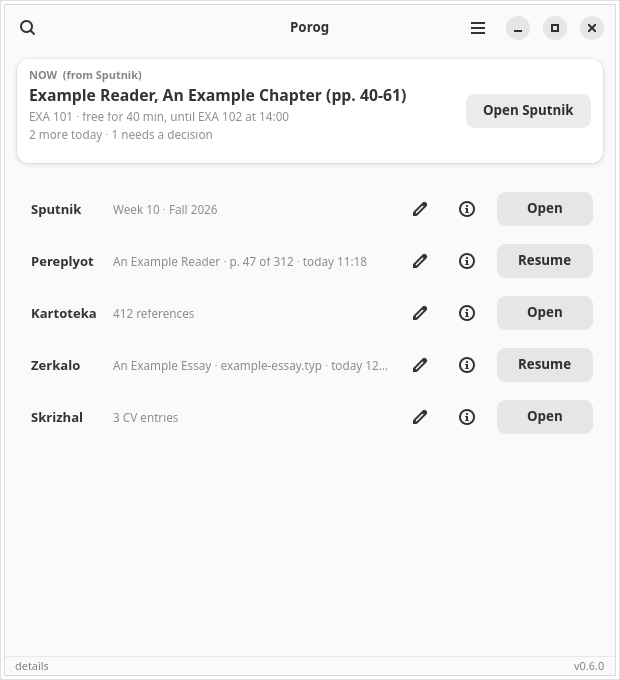 Porog
NOW (from Sputnik)
Example Reader, An Example Chapter (pp. 40-61)
EXA 101 · free for 40 min, until EXA 102 at 14:00
2 more today · 1 needs a decision
Open Sputnik
Sputnik Week 10 · Fall 2026 Open
Pereplyot An Example Reader · p. 47 of 312 · today 11:18 Resume
Kartoteka 412 references Open
Zerkalo An Example Essay · example-essay.typ · today 12... Resume
Skrizhal 3 CV entries Open
details v0.6.0